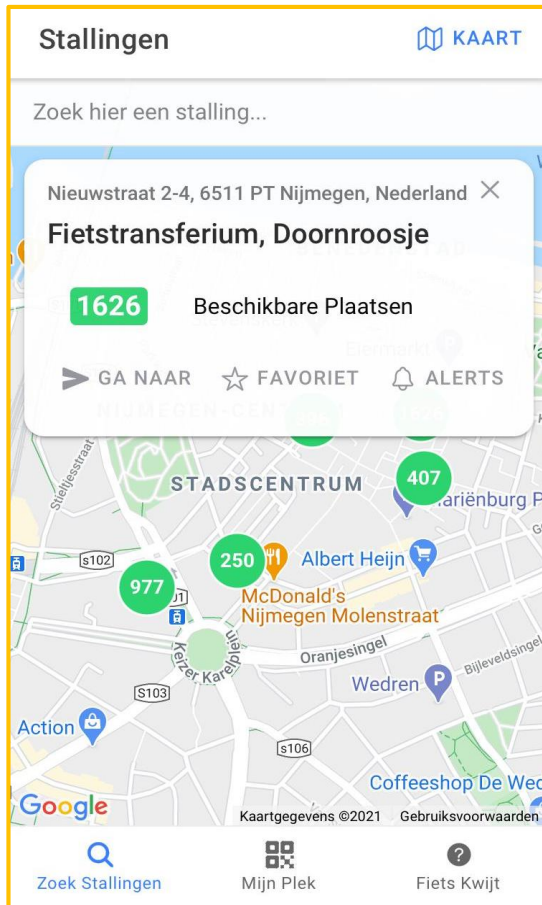 Stallingen
KAART
Zoek hier een stalling...
Nieuwstraat 2-4, 6511 PT Nijmegen, Nederland
Fietstransferium, Doornroosje
1626
Beschikbare Plaatsen
GA NAAR
FAVORIET
ALERTS
STADSCENTRUM
407
ariënburg P
s102
250
Albert Heijn
977
McDonald's
Nijmegen Molenstraat
Stieltjesstraat
Keizer Karelplein
Oranjesingel
Bijleveldsingel
Wedren
P
S103
Action
s106
Coffeeshop De Wed
Google
Kaartgegevens ©2021
Gebruiksvoorwaarden
Zoek Stallingen
Mijn Plek
Fiets Kwijt